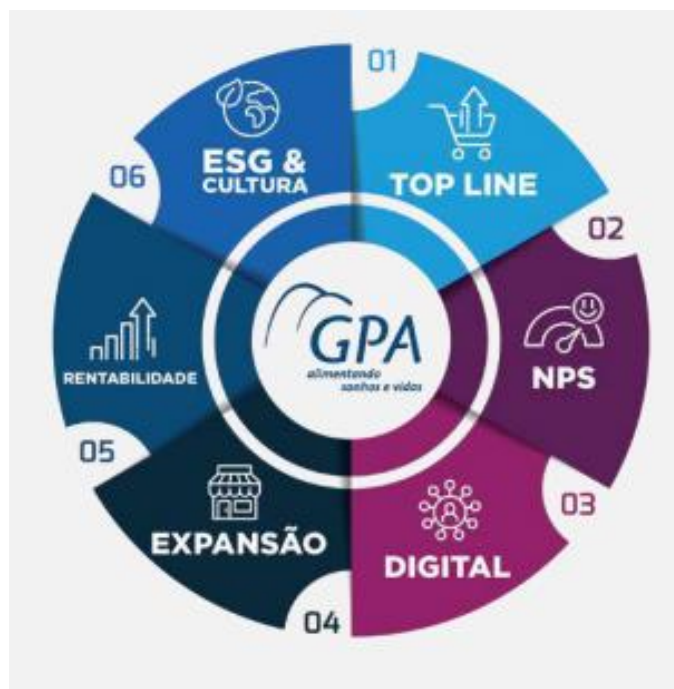 01
TOP LINE
02
NPS
03
DIGITAL
04
EXPANSÃO
05
RENTABILIDADE
06
ESG &
CULTURA
GPA
alimentando
sonhos e vidas